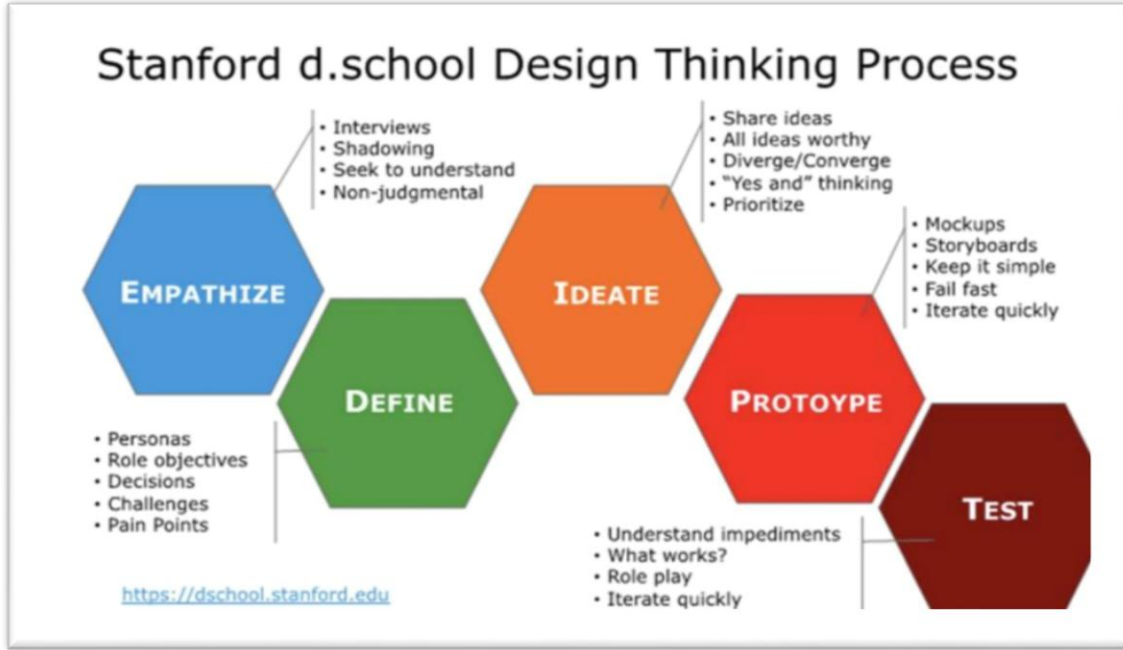 Stanford d.school Design Thinking Process
• Interviews
• Shadowing
• Seek to understand
• Non-judgmental
EMPATHIZE
• Personas
• Role objectives
• Decisions
• Challenges
• Pain Points
DEFINE
• Share ideas
• All ideas worthy
• Diverge/Converge
• “Yes and” thinking
• Prioritize
IDEATE
• Mockups
• Storyboards
• Keep it simple
• Fail fast
• Iterate quickly
PROTOYPE
• Understand impediments
• What works?
• Role play
• Iterate quickly
TEST
https://dschool.stanford.edu